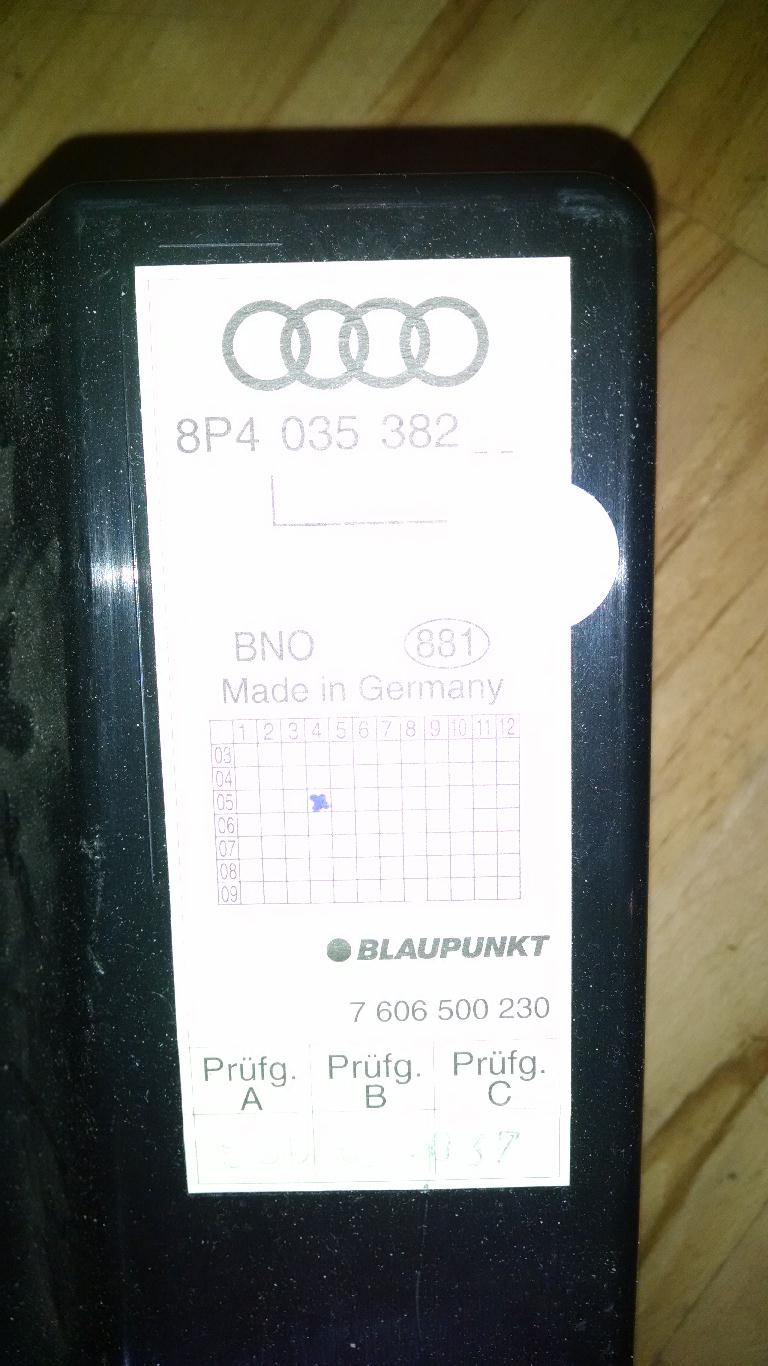 8P4 035 382 _ _
BNO 881
Made in Germany
1 2 3 4 5 6 7 8 9 10 11 12
03
04
05
06
07
08
09
BLAUPUNKT
7 606 500 230
Prüfg. Prüfg. Prüfg.
A B C